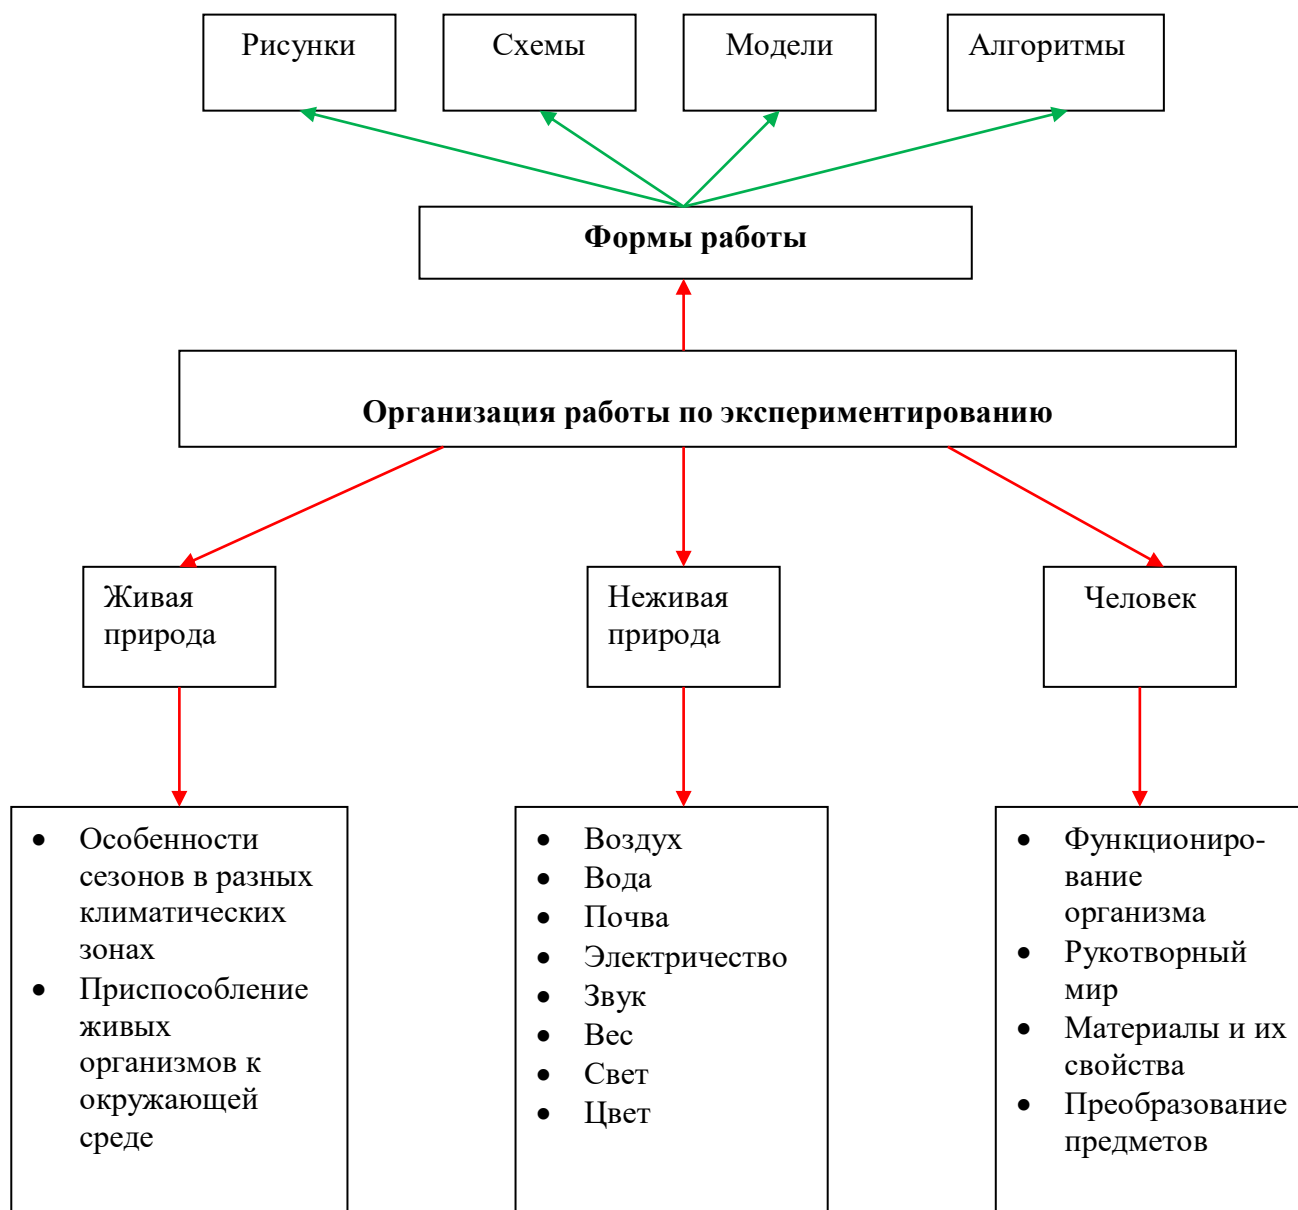 Рисунки
Схемы
Модели
Алгоритмы
Формы работы
Организация работы по экспериментированию
Живая
природа
Неживая
природа
Человек
• Особенности
сезонов в разных
климатических
зонах
• Приспособление
живых
организмов к
окружающей
среде
• Воздух
• Вода
• Почва
• Электричество
• Звук
• Вес
• Свет
• Цвет
• Функциониро-
вание
организма
• Рукотворный
мир
• Материалы и их
свойства
• Преобразование
предметов